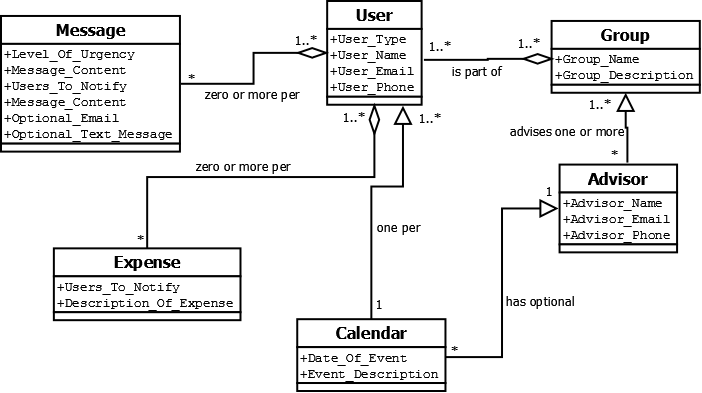 Message
+Level_Of_Urgency
+Message_Content
+Users_To_Notify
+Message_Content
+Optional_Email
+Optional_Text_Message
*
zero or more per
1..*
User
+User_Type
+User_Name
+User_Email
+User_Phone
1..*
is part of
1..*
Group
+Group_Name
+Group_Description
1..*
advises one or more
*
Advisor
+Advisor_Name
+Advisor_Email
+Advisor_Phone
1
1..*
1..*
zero or more per
*
Expense
+Users_To_Notify
+Description_Of_Expense
one per
1
has optional
*
Calendar
+Date_Of_Event
+Event_Description